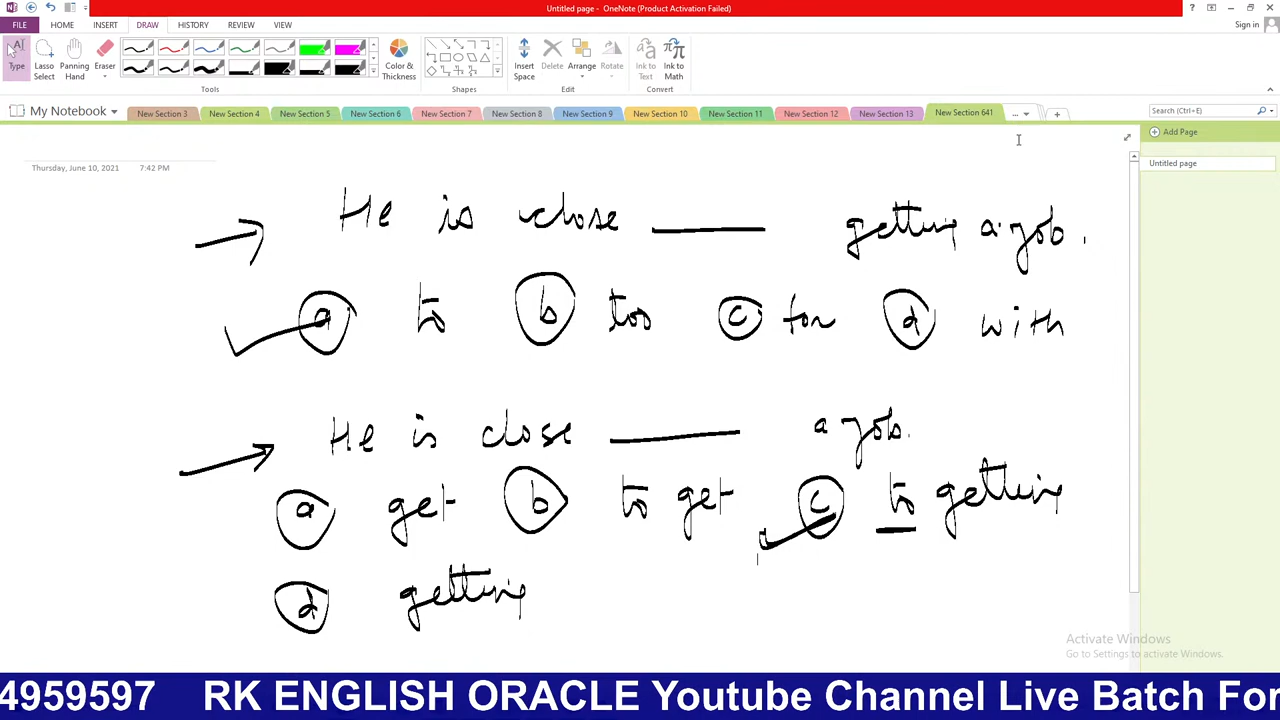 Untitled page - OneNote (Product Activation Failed)
Sign in
FILE HOME INSERT DRAW HISTORY REVIEW VIEW
Type
Lasso Select
Panning Hand
Eraser
Color & Thickness
Insert Space
Delete
Arrange
Rotate
Ink to Text
Ink to Math
Tools
Shapes
Edit
Convert
My Notebook
New Section 3 New Section 4 New Section 5 New Section 6 New Section 7 New Section 8 New Section 9 New Section 10 New Section 11 New Section 12 New Section 13 New Section 641 ...
Search (Ctrl+E)
Add Page
Untitled page
Thursday, June 10, 2021 7:42 PM
He is close ____ getting a job.
a to b too c for d with
He is close ____ a job.
a get b to get c to getting
d getting
Activate Windows
Go to Settings to activate Windows.
4959597 RK ENGLISH ORACLE Youtube Channel Live Batch For